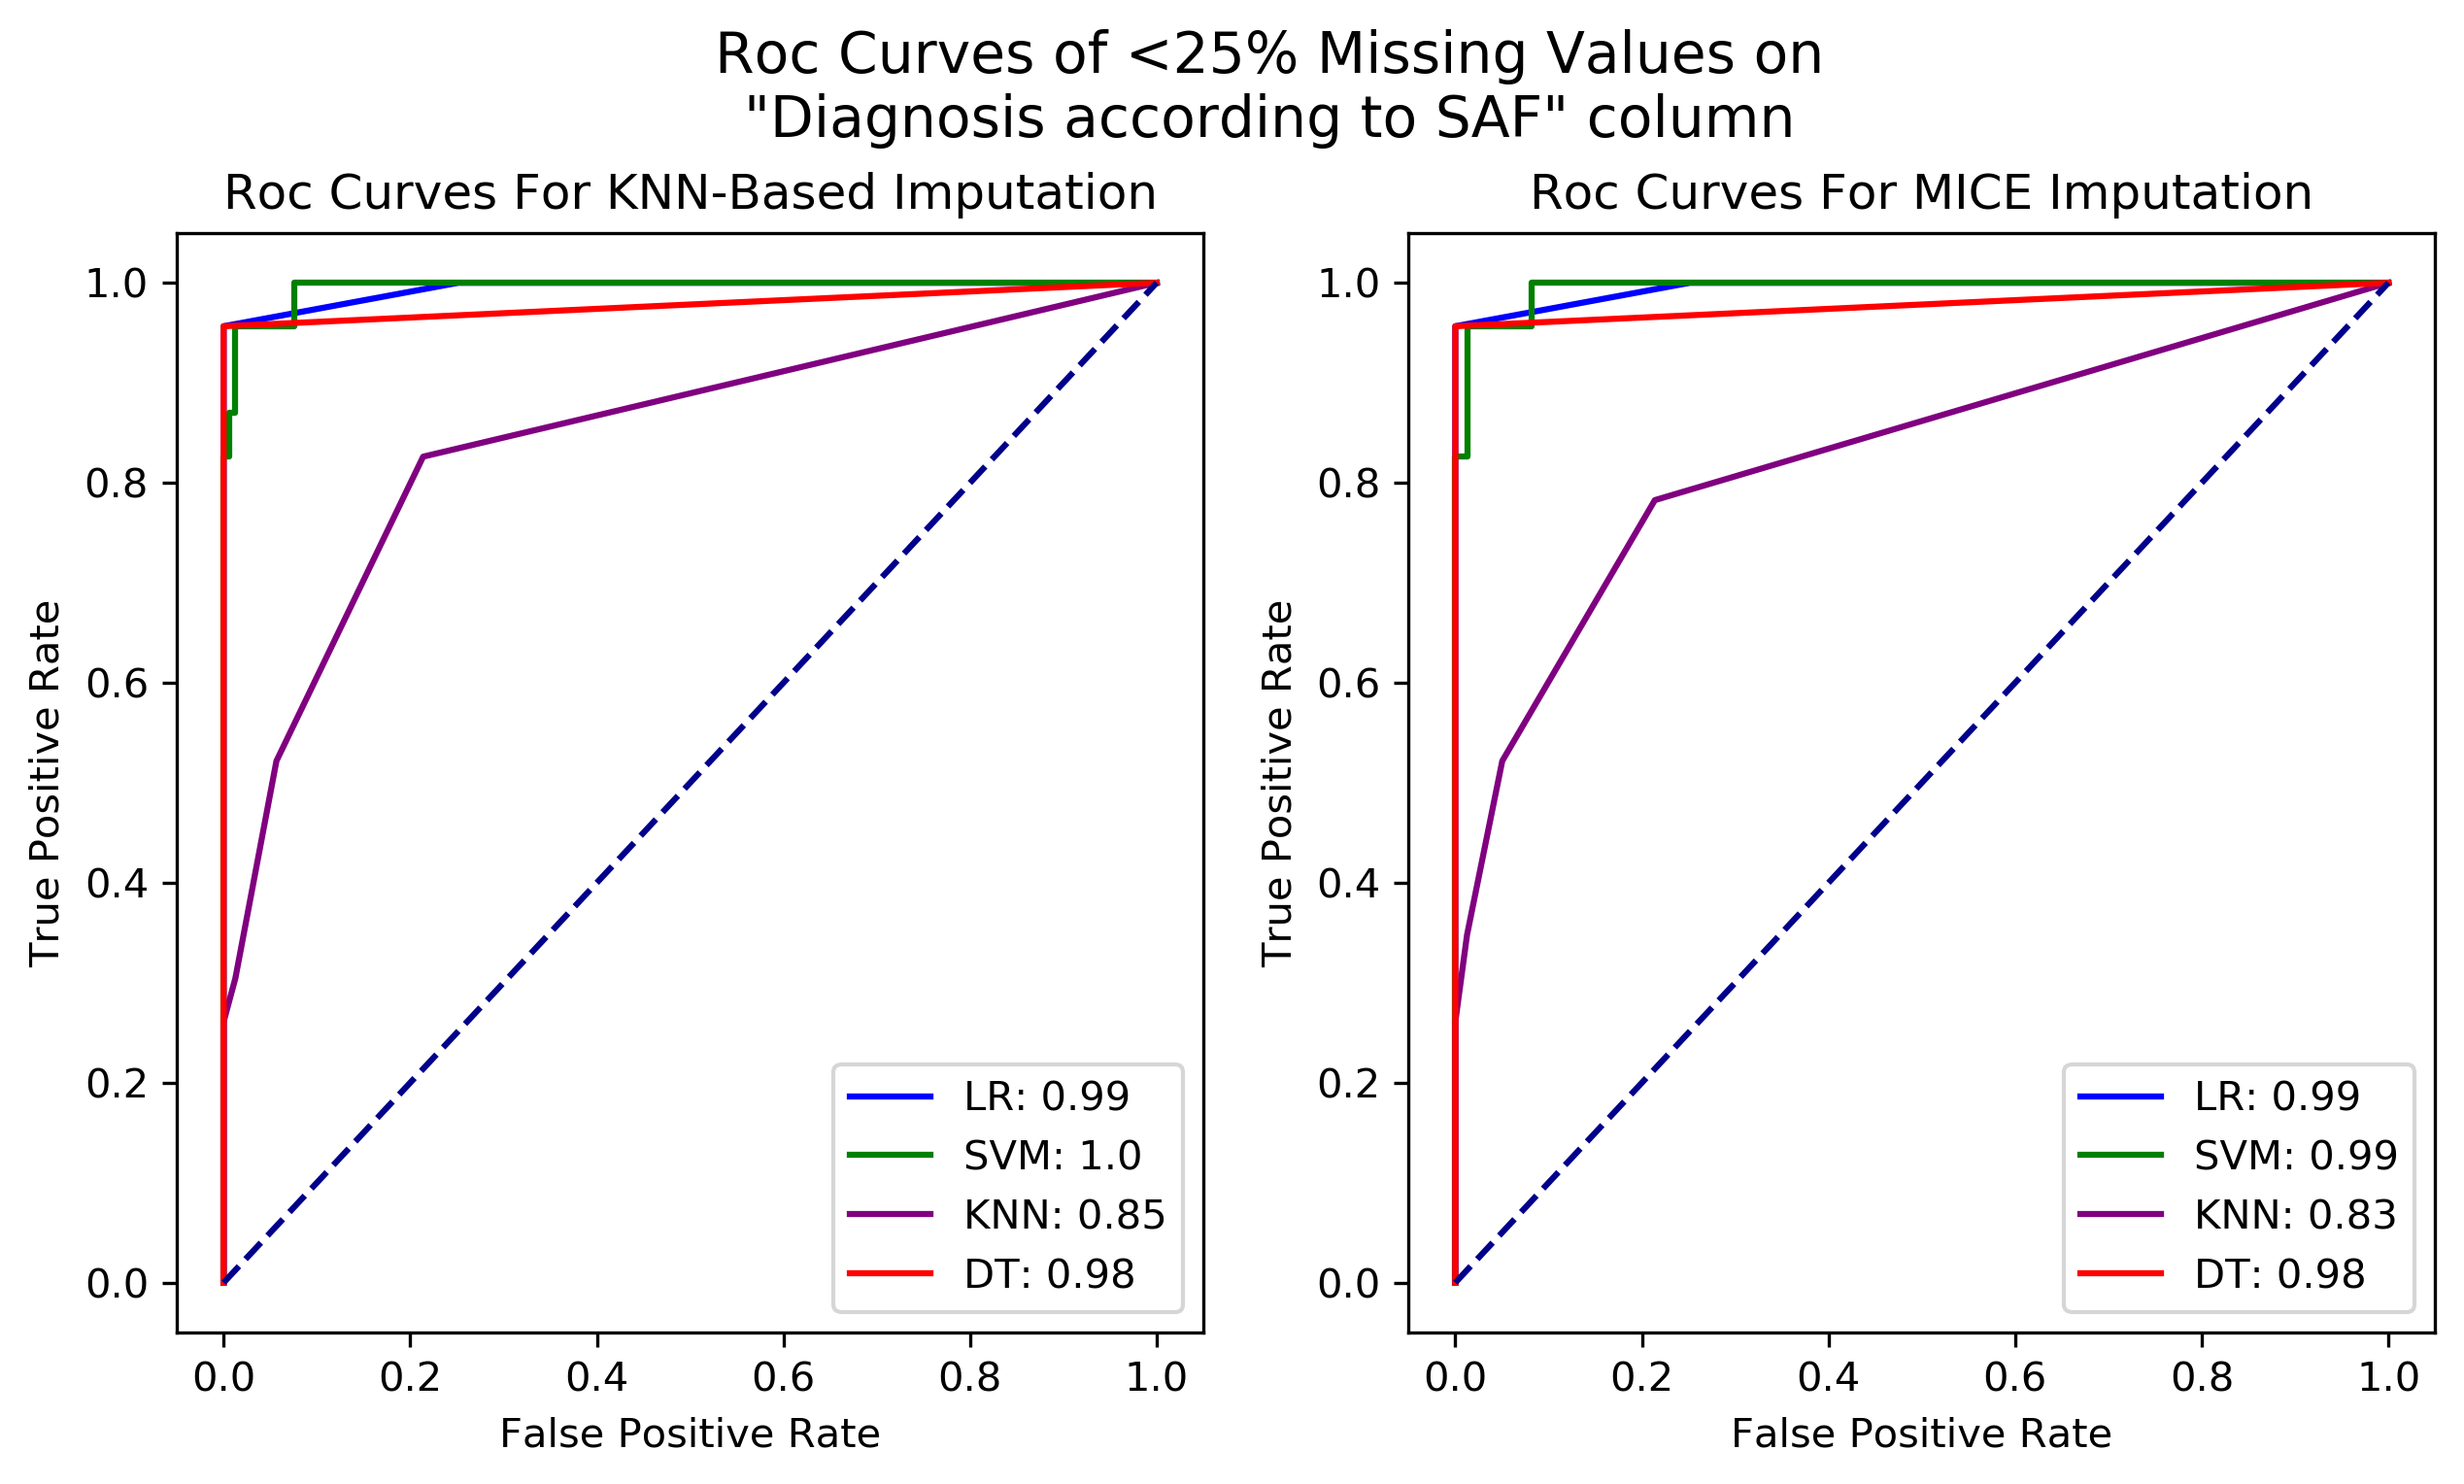 Roc Curves of <25% Missing Values on
"Diagnosis according to SAF" column
Roc Curves For KNN-Based Imputation
1.0
0.8
0.6
0.4
0.2
0.0
True Positive Rate
LR: 0.99
SVM: 1.0
KNN: 0.85
DT: 0.98
0.0 0.2 0.4 0.6 0.8 1.0
False Positive Rate
Roc Curves For MICE Imputation
1.0
0.8
0.6
0.4
0.2
0.0
True Positive Rate
LR: 0.99
SVM: 0.99
KNN: 0.83
DT: 0.98
0.0 0.2 0.4 0.6 0.8 1.0
False Positive Rate